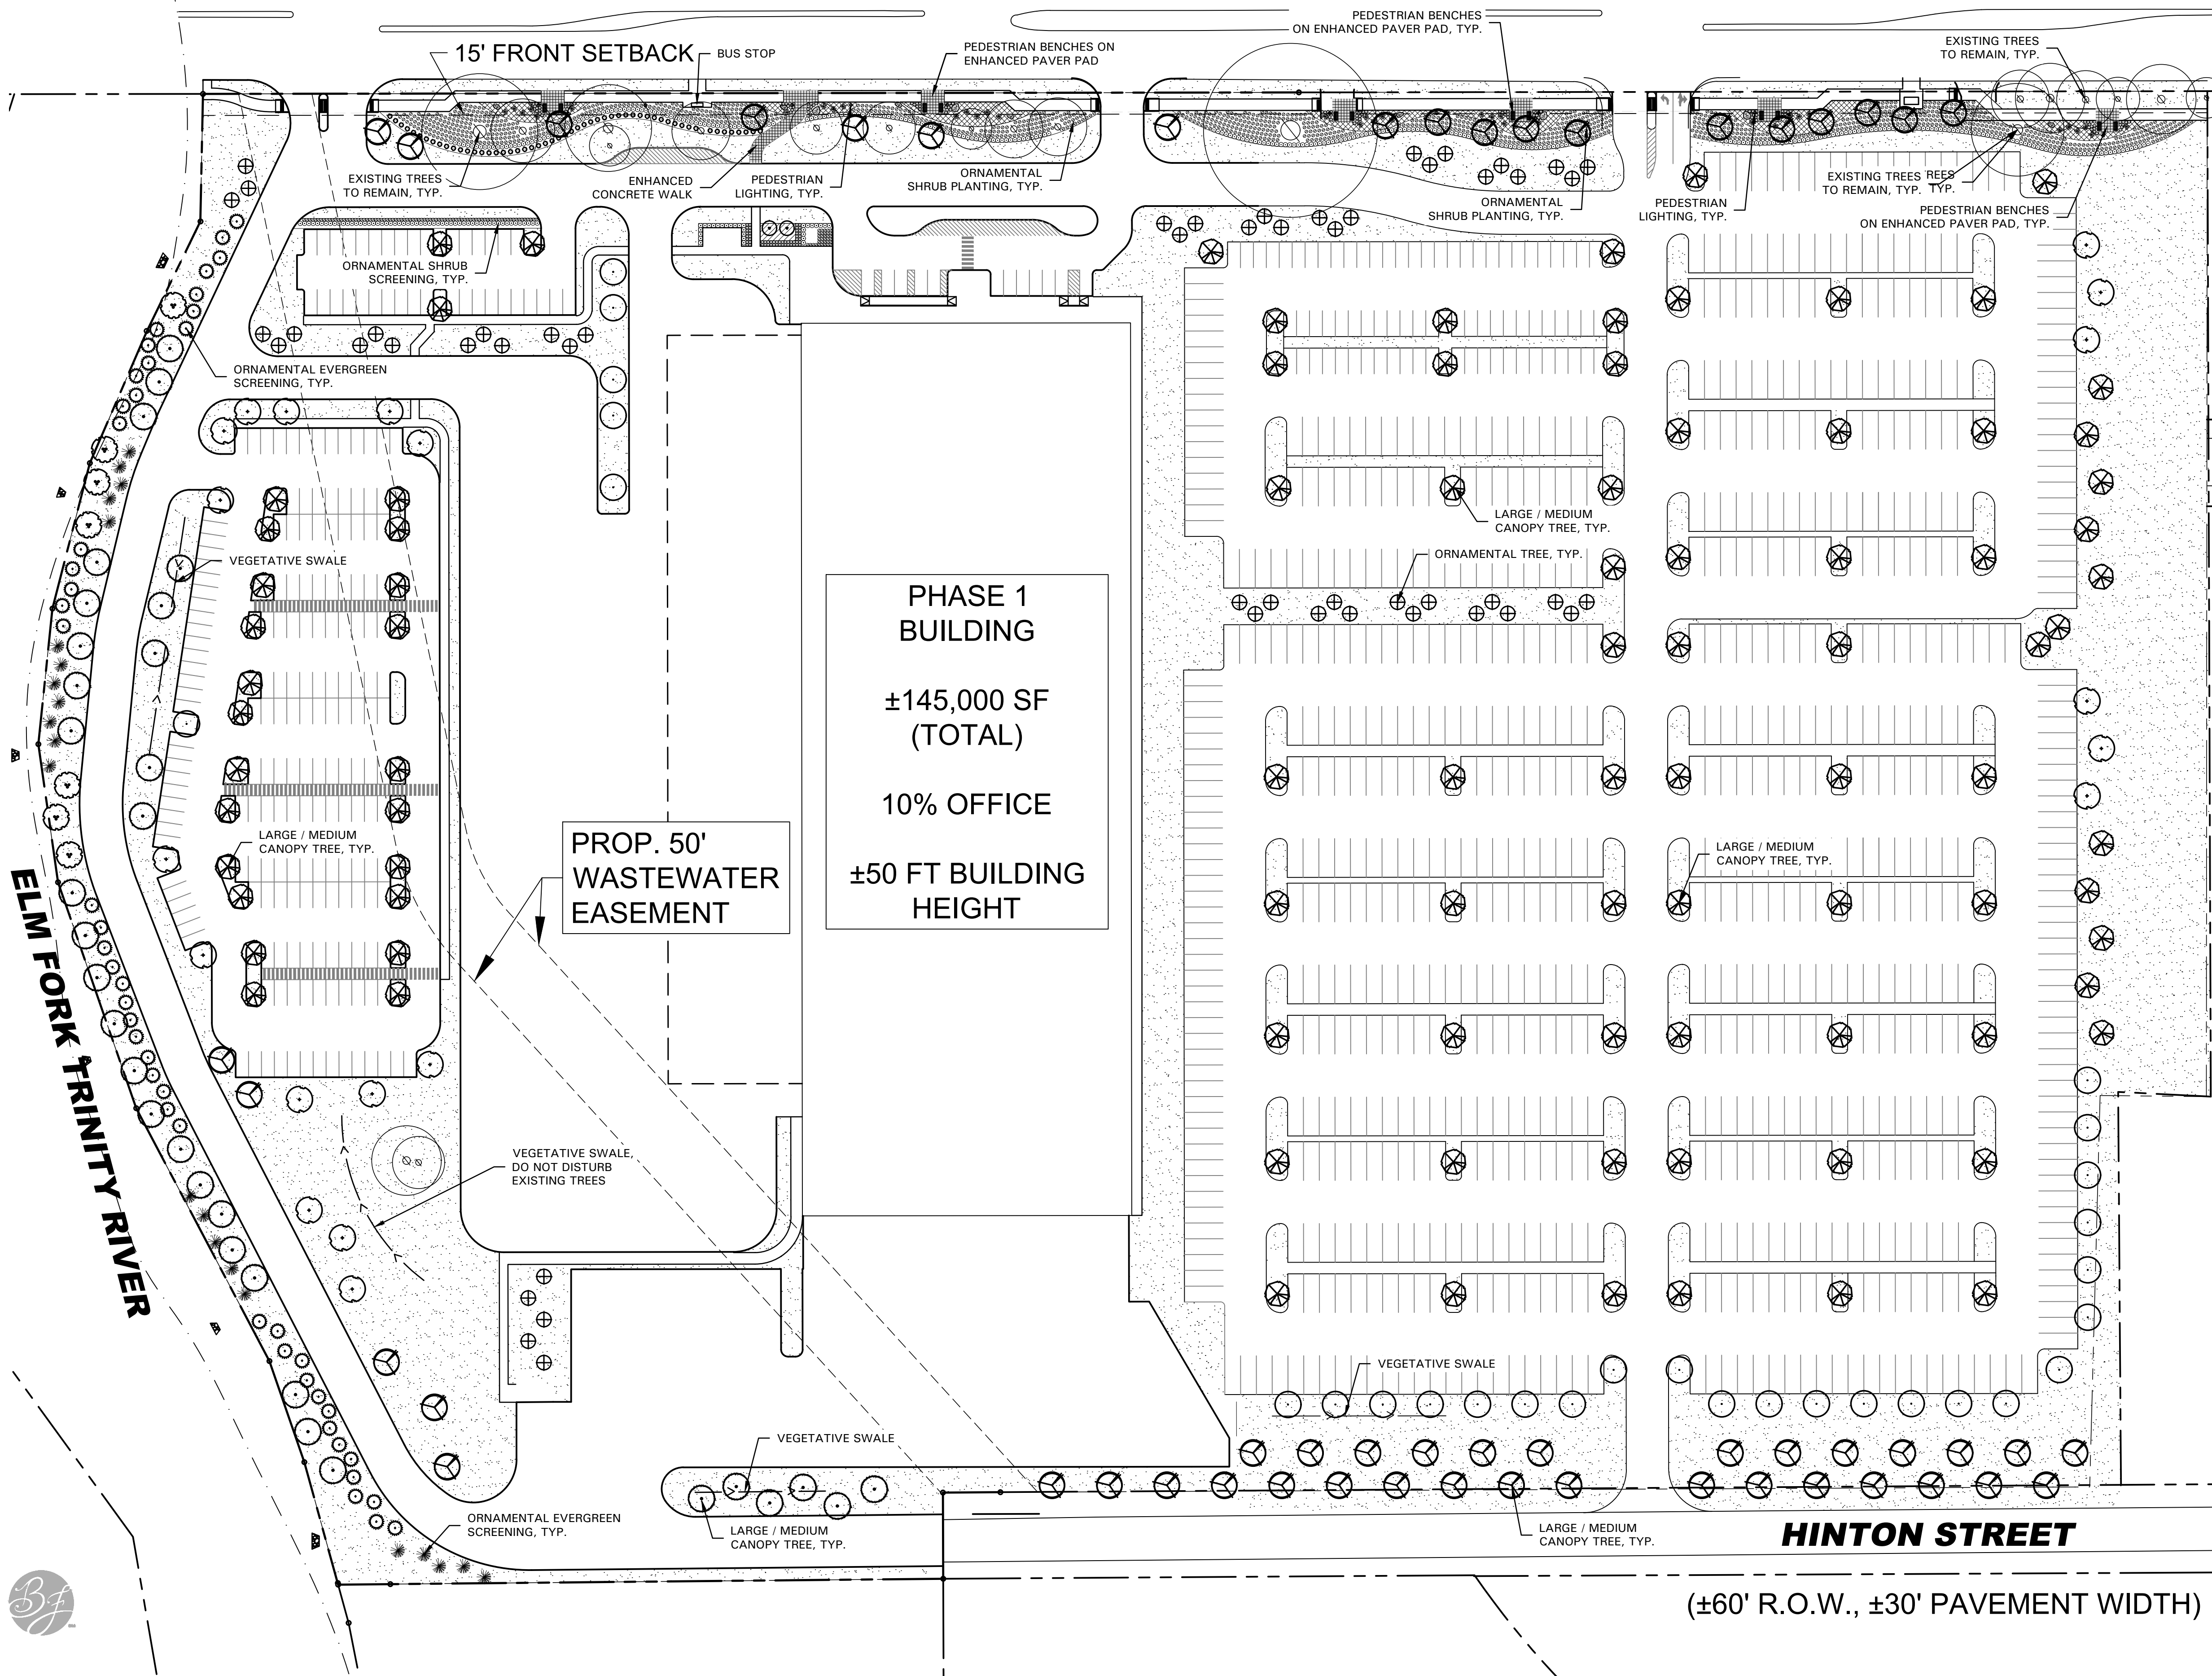 PEDESTRIAN BENCHES
ON ENHANCED PAVER PAD, TYP.
15' FRONT SETBACK
BUS STOP
PEDESTRIAN BENCHES ON
ENHANCED PAVER PAD
EXISTING TREES
TO REMAIN, TYP.
EXISTING TREES
TO REMAIN, TYP.
ENHANCED
CONCRETE WALK
PEDESTRIAN
LIGHTING, TYP.
ORNAMENTAL
SHRUB PLANTING, TYP.
ORNAMENTAL
SHRUB PLANTING, TYP.
PEDESTRIAN
LIGHTING, TYP.
EXISTING TREES
TO REMAIN, TYP.
REES
TYP.
PEDESTRIAN BENCHES
ON ENHANCED PAVER PAD, TYP.
ORNAMENTAL SHRUB
SCREENING, TYP.
ORNAMENTAL EVERGREEN
SCREENING, TYP.
LARGE / MEDIUM
CANOPY TREE, TYP.
VEGETATIVE SWALE
ORNAMENTAL TREE, TYP.
PHASE 1
BUILDING
±145,000 SF
(TOTAL)
10% OFFICE
±50 FT BUILDING
HEIGHT
PROP. 50'
WASTEWATER
EASEMENT
LARGE / MEDIUM
CANOPY TREE, TYP.
LARGE / MEDIUM
CANOPY TREE, TYP.
ELM FORK TRINITY RIVER
VEGETATIVE SWALE,
DO NOT DISTURB
EXISTING TREES
VEGETATIVE SWALE
VEGETATIVE SWALE
ORNAMENTAL EVERGREEN
SCREENING, TYP.
LARGE / MEDIUM
CANOPY TREE, TYP.
LARGE / MEDIUM
CANOPY TREE, TYP.
HINTON STREET
(±60' R.O.W., ±30' PAVEMENT WIDTH)